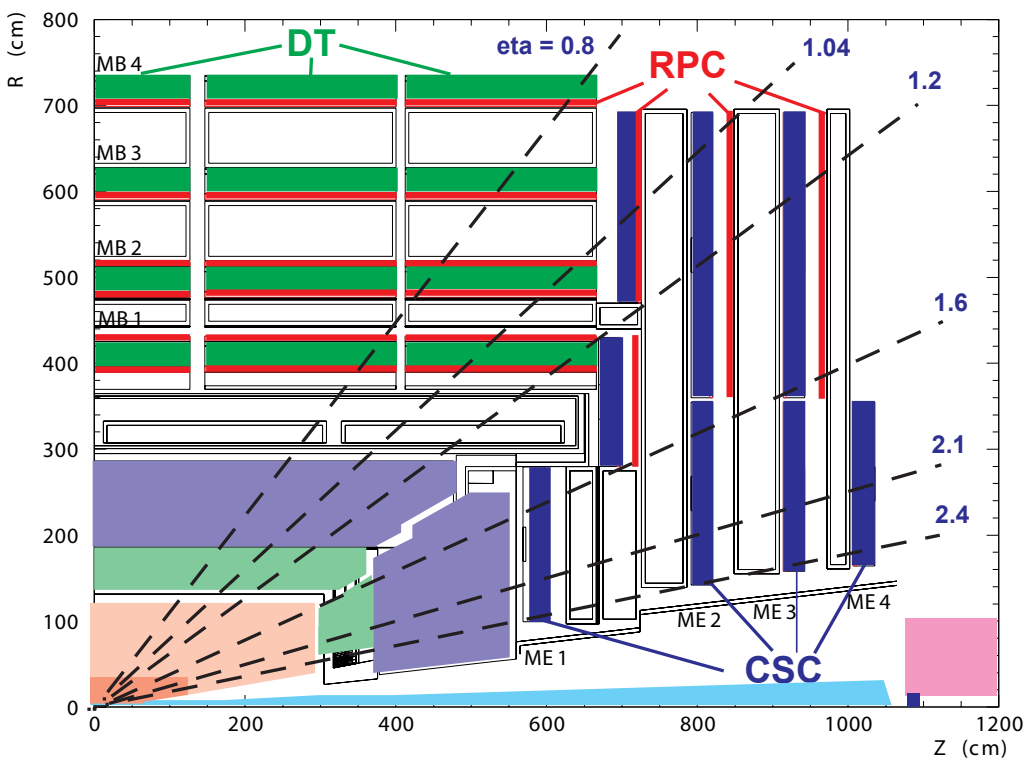 R (cm)
800
700
600
500
400
300
200
100
0
MB 4
MB 3
MB 2
MB 1
DT
eta = 0.8
RPC
1.04
1.2
1.6
2.1
2.4
ME 1
ME 2
ME 3
ME 4
CSC
0
200
400
600
800
1000
1200
Z (cm)